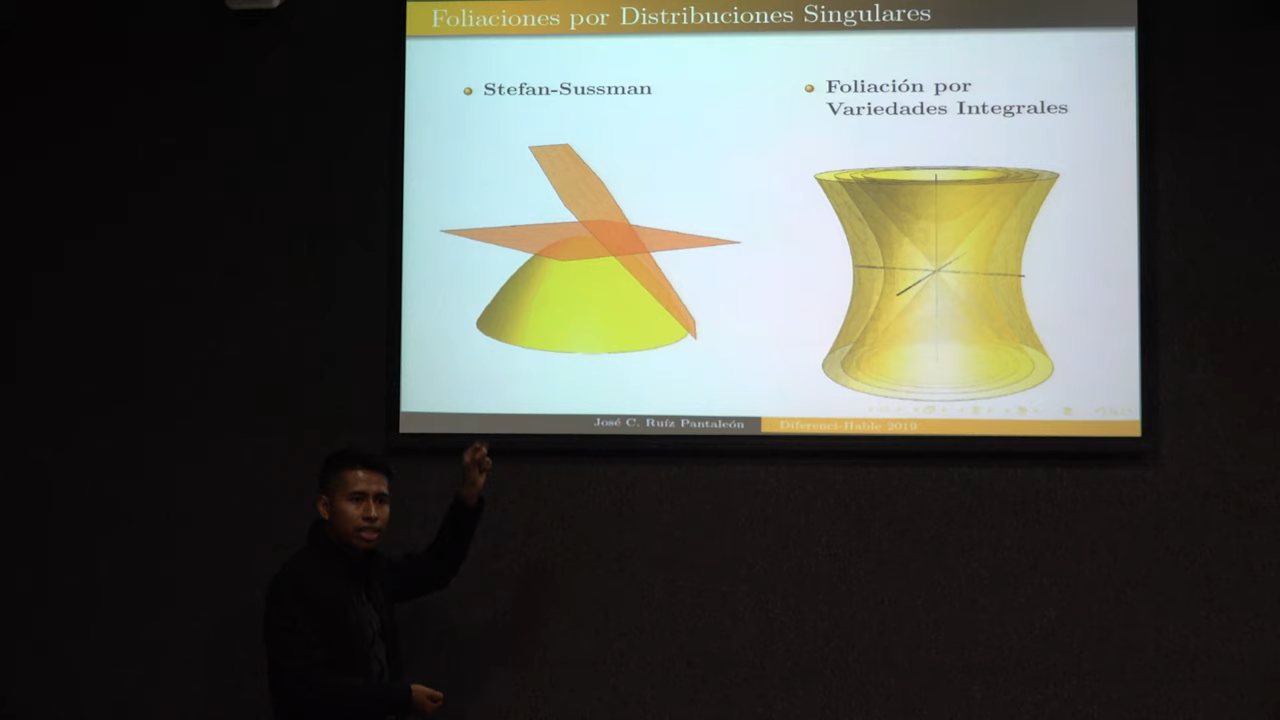 Foliaciones por Distribuciones Singulares
Stefan-Sussman
Foliación por
Variedades Integrales
José C. Ruíz Pantaleón
Diferenci-Hable 2019